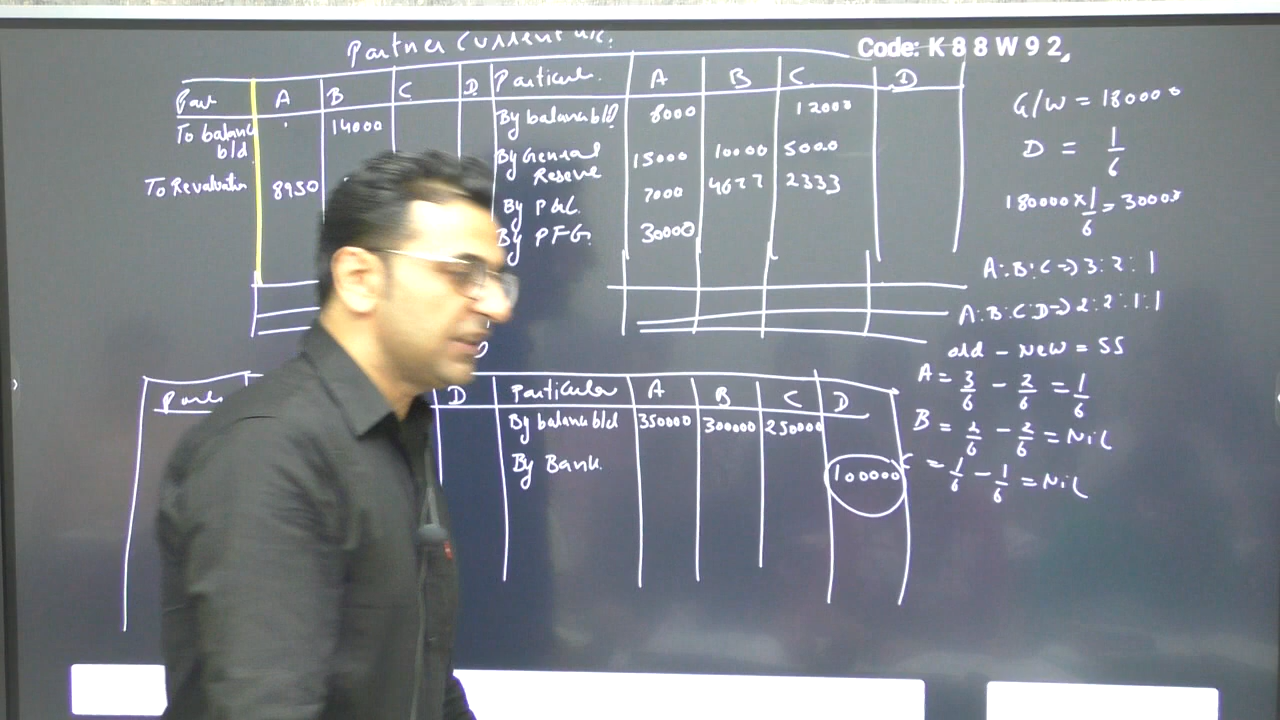 Partner Current a/c.
Code: K 8 8 W 9 2,
Part A B C D Particular. A B C D
To balance b/d 14000 By balance b/d 8000 12000
By General Reserve 15000 10000 5000
To Revaluation 8950
By P&L. 7000 4677 2333
By PFG. 30000
G/W = 180000
D = 1/6
180000 × 1/6 = 30000
A:B:C => 3:2:1
A:B:C:D => 2:2:1:1
old - New = SS
A = 3/6 - 2/6 = 1/6
B = 2/6 - 2/6 = Nil
C = 1/6 - 1/6 = Nil
D Particular A B C D
By balance b/d 350000 300000 250000
By Bank. 100000